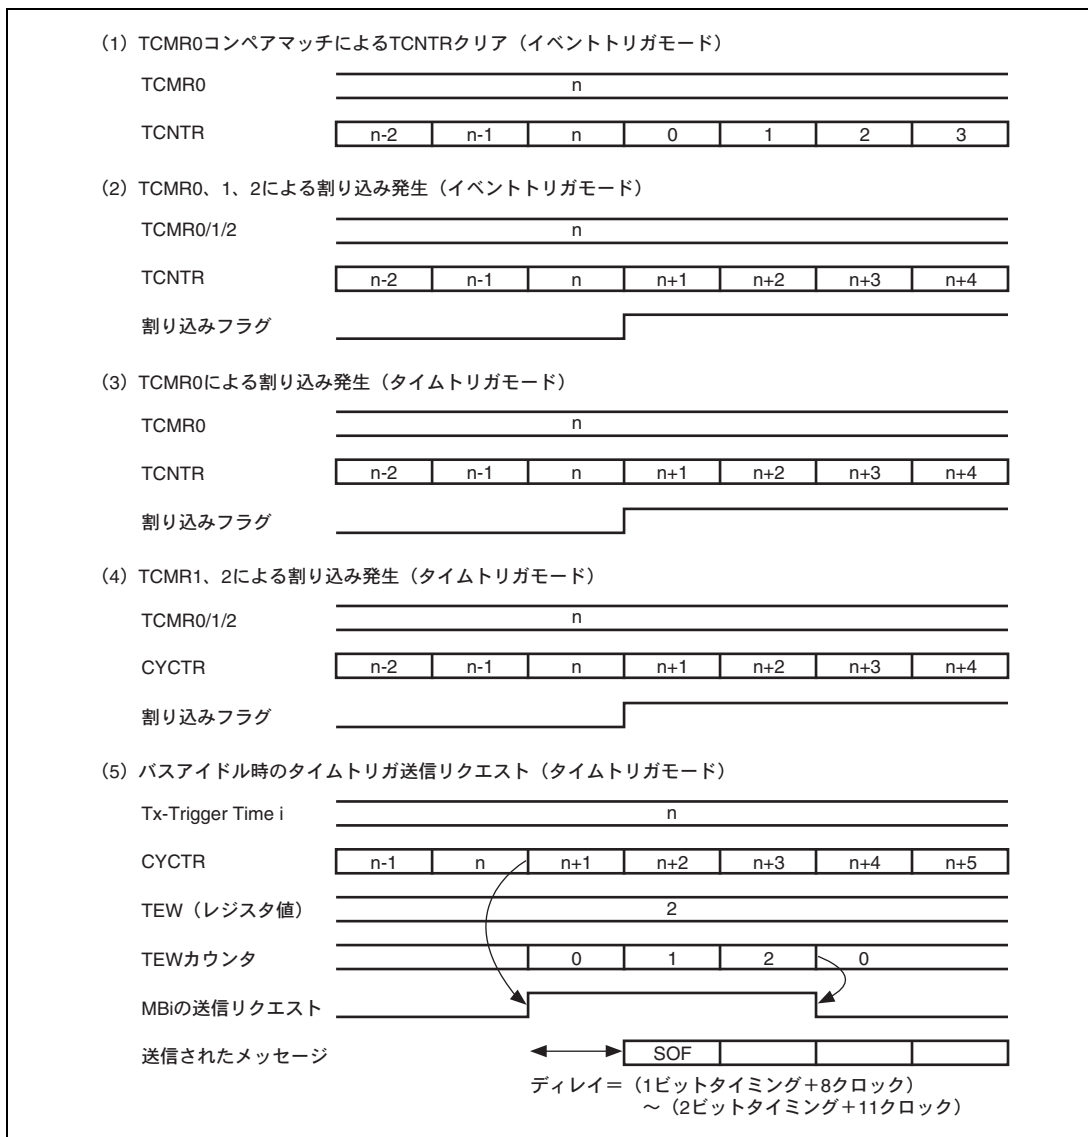 （1）TCMR0コンペアマッチによるTCNTRクリア（イベントトリガモード）
TCMR0 n
TCNTR n-2 n-1 n 0 1 2 3
（2）TCMR0、1、2による割り込み発生（イベントトリガモード）
TCMR0/1/2 n
TCNTR n-2 n-1 n n+1 n+2 n+3 n+4
割り込みフラグ
（3）TCMR0による割り込み発生（タイムトリガモード）
TCMR0 n
TCNTR n-2 n-1 n n+1 n+2 n+3 n+4
割り込みフラグ
（4）TCMR1、2による割り込み発生（タイムトリガモード）
TCMR0/1/2 n
CYCTR n-2 n-1 n n+1 n+2 n+3 n+4
割り込みフラグ
（5）バスアイドル時のタイムトリガ送信リクエスト（タイムトリガモード）
Tx-Trigger Time i n
CYCTR n-1 n n+1 n+2 n+3 n+4 n+5
TEW（レジスタ値） 2
TEWカウンタ 0 1 2 0
MBiの送信リクエスト
送信されたメッセージ SOF
ディレイ＝（1ビットタイミング＋8クロック）
～（2ビットタイミング＋11クロック）